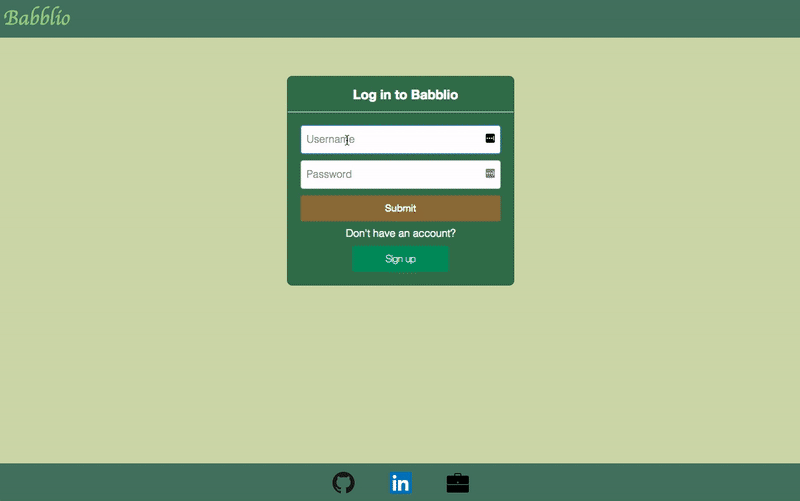 Babblio
Log in to Babblio
Username
Password
Submit
Don't have an account?
Sign up
in